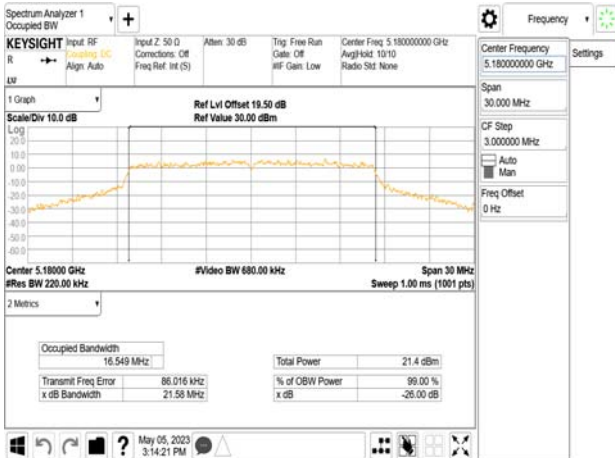 Spectrum Analyzer 1
Occupied BW
Frequency
KEYSIGHT
R
Input: RF
Coupling: DC
Align: Auto
Input Z: 50 Ω
Corrections: Off
Freq Ref: Int (S)
Atten: 30 dB
Trig: Free Run
Gate: Off
#IF Gain: Low
Center Freq: 5.180000000 GHz
Avg|Hold: 10/10
Radio Std: None
Center Frequency
5.180000000 GHz
Settings
Span
30.000 MHz
CF Step
3.000000 MHz
Auto
Man
Freq Offset
0 Hz
1 Graph
Scale/Div 10.0 dB
Ref Lvl Offset 19.50 dB
Ref Value 30.00 dBm
Log
20.0
10.0
0.00
-10.0
-20.0
-30.0
-40.0
-50.0
-60.0
Center 5.18000 GHz
#Video BW 680.00 kHz
Span 30 MHz
#Res BW 220.00 kHz
Sweep 1.00 ms (1001 pts)
2 Metrics
Occupied Bandwidth
16.549 MHz
Total Power 21.4 dBm
Transmit Freq Error 86.016 kHz
% of OBW Power 99.00 %
x dB Bandwidth 21.58 MHz
x dB -26.00 dB
?
May 05, 2023
3:14:21 PM